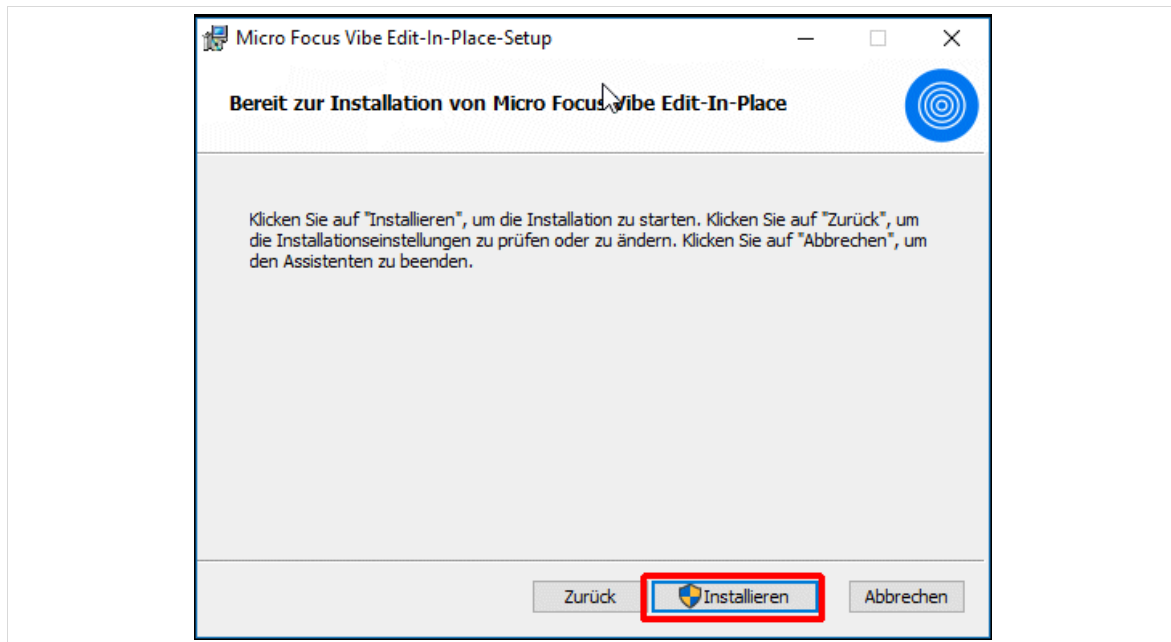 Micro Focus Vibe Edit-In-Place-Setup
Bereit zur Installation von Micro Focus Vibe Edit-In-Place
Klicken Sie auf "Installieren", um die Installation zu starten. Klicken Sie auf "Zurück", um
die Installationseinstellungen zu prüfen oder zu ändern. Klicken Sie auf "Abbrechen", um
den Assistenten zu beenden.
Zurück Installieren Abbrechen